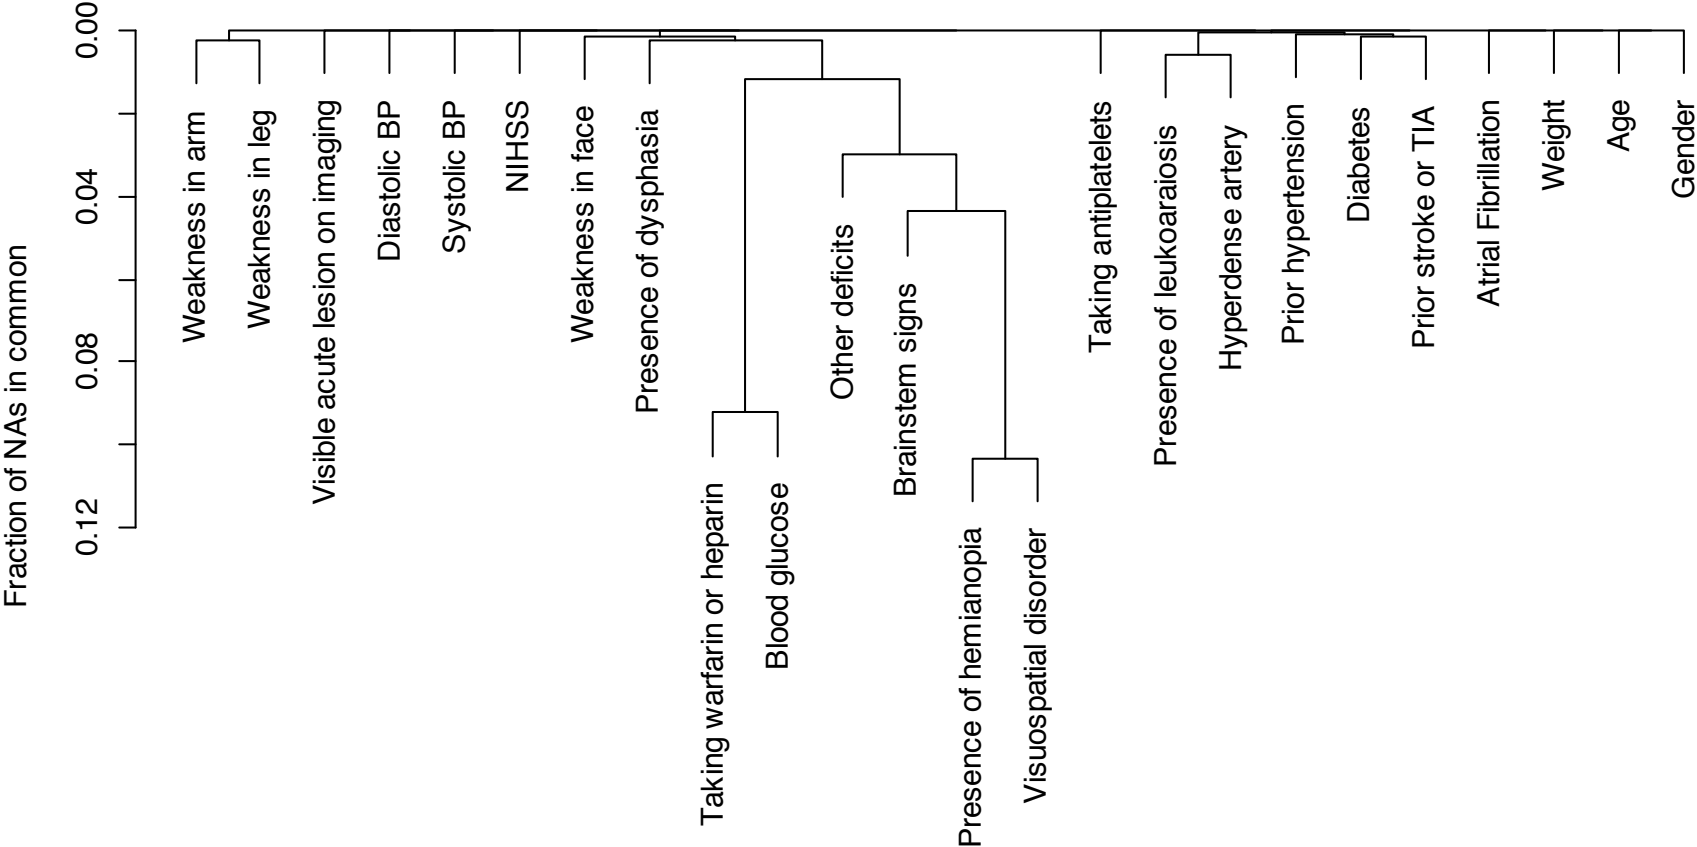 Fraction of NAs in common
0.00
0.04
0.08
0.12
Weakness in arm
Weakness in leg
Visible acute lesion on imaging
Diastolic BP
Systolic BP
NIHSS
Weakness in face
Presence of dysphasia
Taking warfarin or heparin
Blood glucose
Other deficits
Brainstem signs
Presence of hemianopia
Visuospatial disorder
Taking antiplatelets
Presence of leukoaraiosis
Hyperdense artery
Prior hypertension
Diabetes
Prior stroke or TIA
Atrial Fibrillation
Weight
Age
Gender